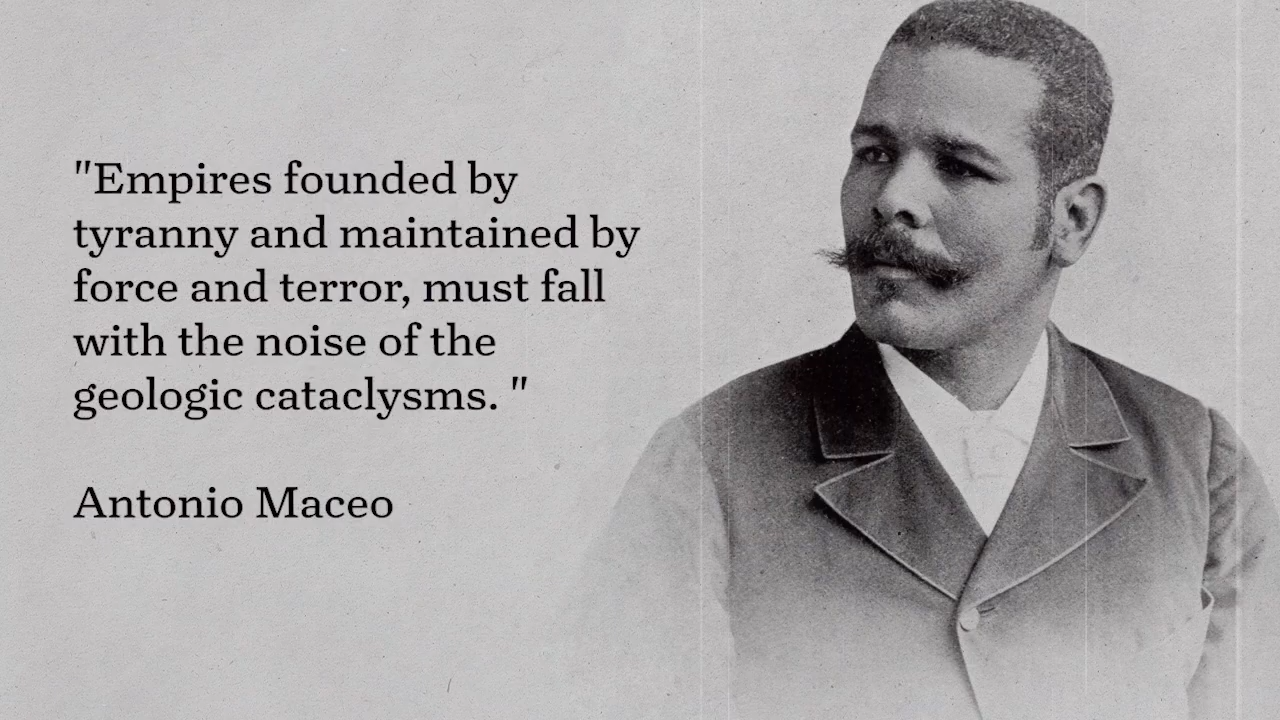 "Empires founded by
tyranny and maintained by
force and terror, must fall
with the noise of the
geologic cataclysms. "
Antonio Maceo